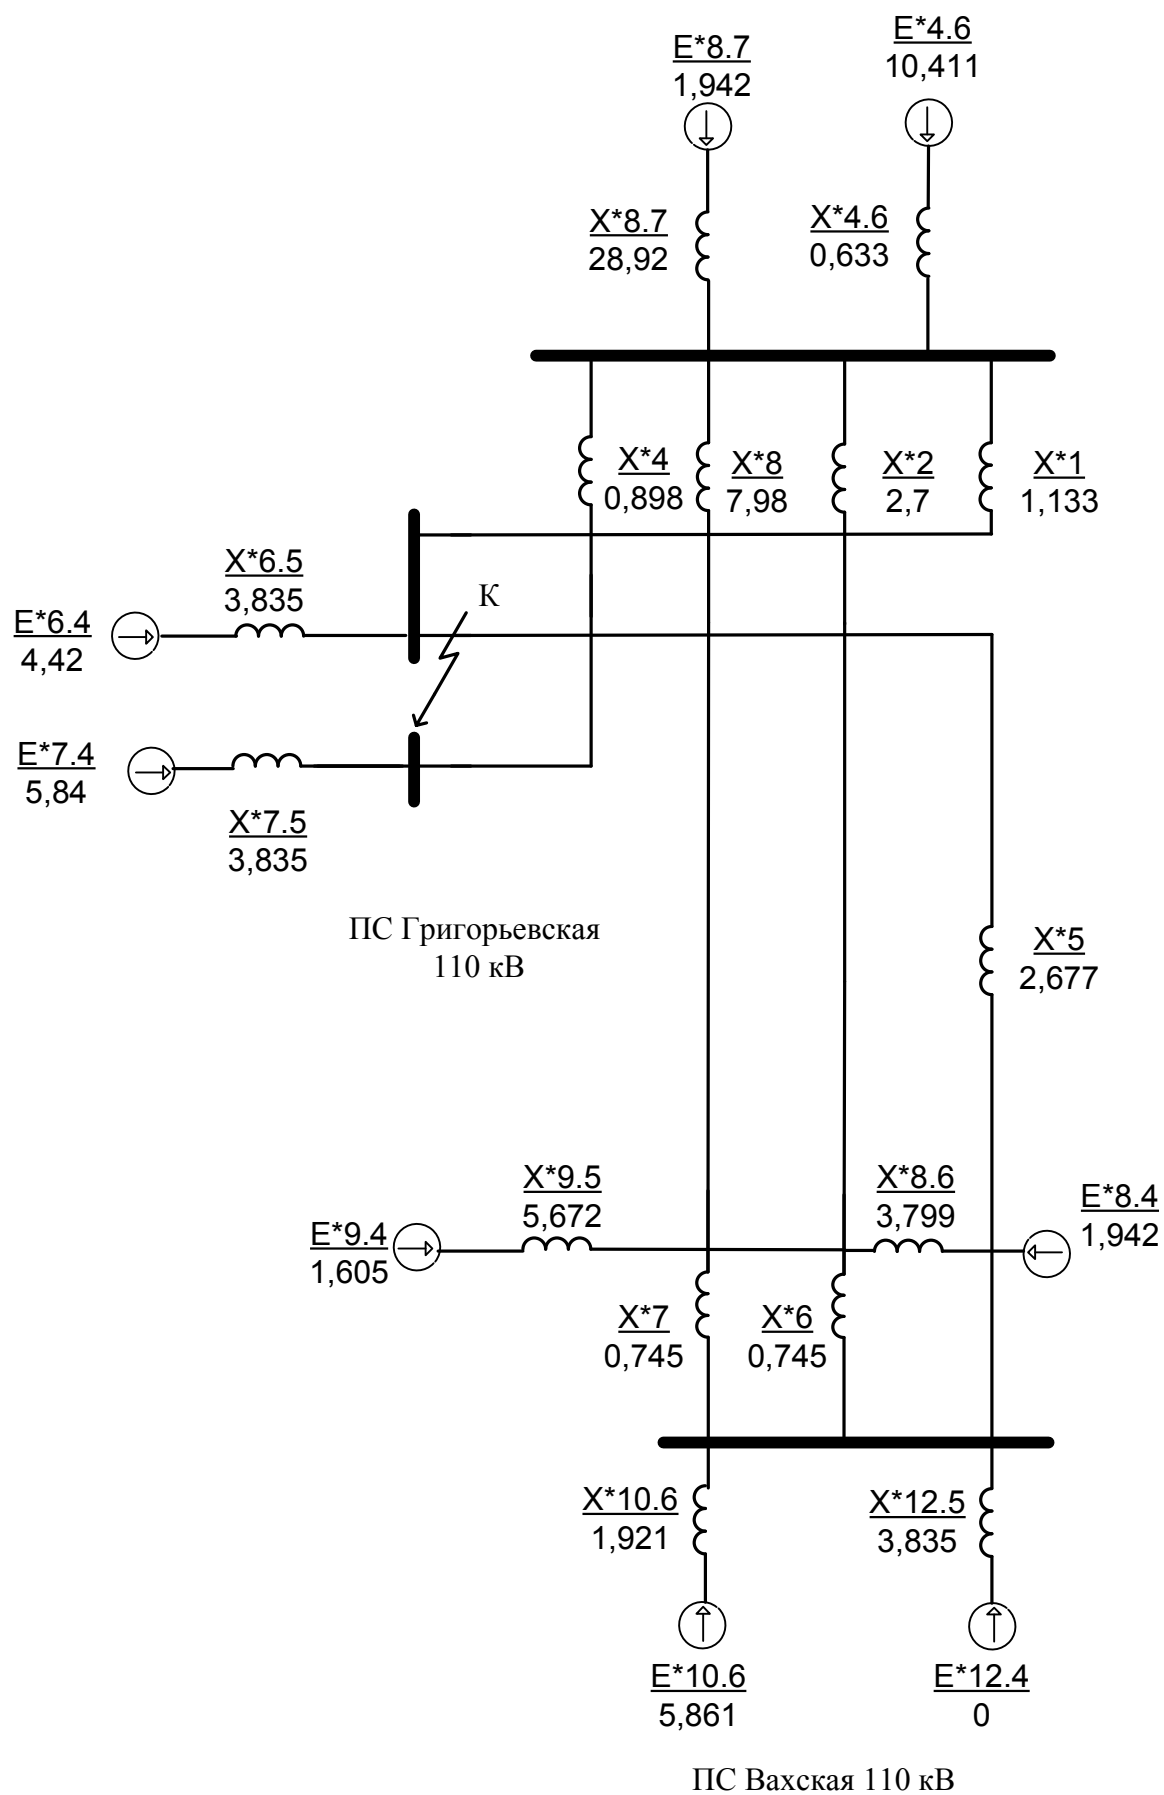 E*8.7
1,942
E*4.6
10,411
X*8.7
28,92
X*4.6
0,633
X*4
0,898
X*8
7,98
X*2
2,7
X*1
1,133
X*6.5
3,835
E*6.4
4,42
К
E*7.4
5,84
X*7.5
3,835
ПС Григорьевская
110 кВ
X*5
2,677
X*9.5
5,672
X*8.6
3,799
E*9.4
1,605
E*8.4
1,942
X*7
0,745
X*6
0,745
X*10.6
1,921
X*12.5
3,835
E*10.6
5,861
E*12.4
0
ПС Вахская 110 кВ